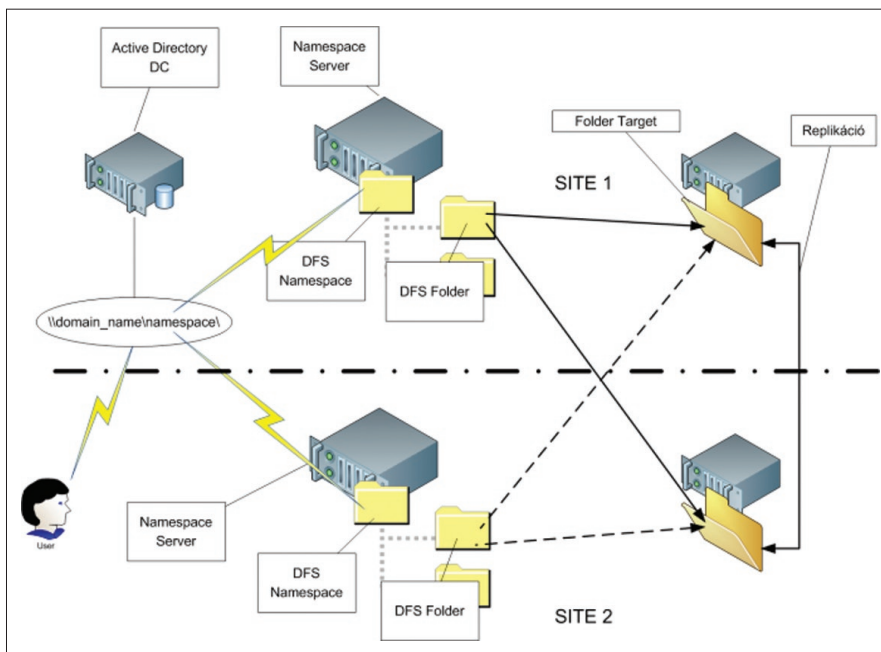 Active Directory
DC
Namespace
Server
Folder Target
Replikáció
SITE 1
DFS
Namespace
DFS Folder
\\domain_name\namespace\
User
Namespace
Server
DFS
Namespace
DFS Folder
SITE 2